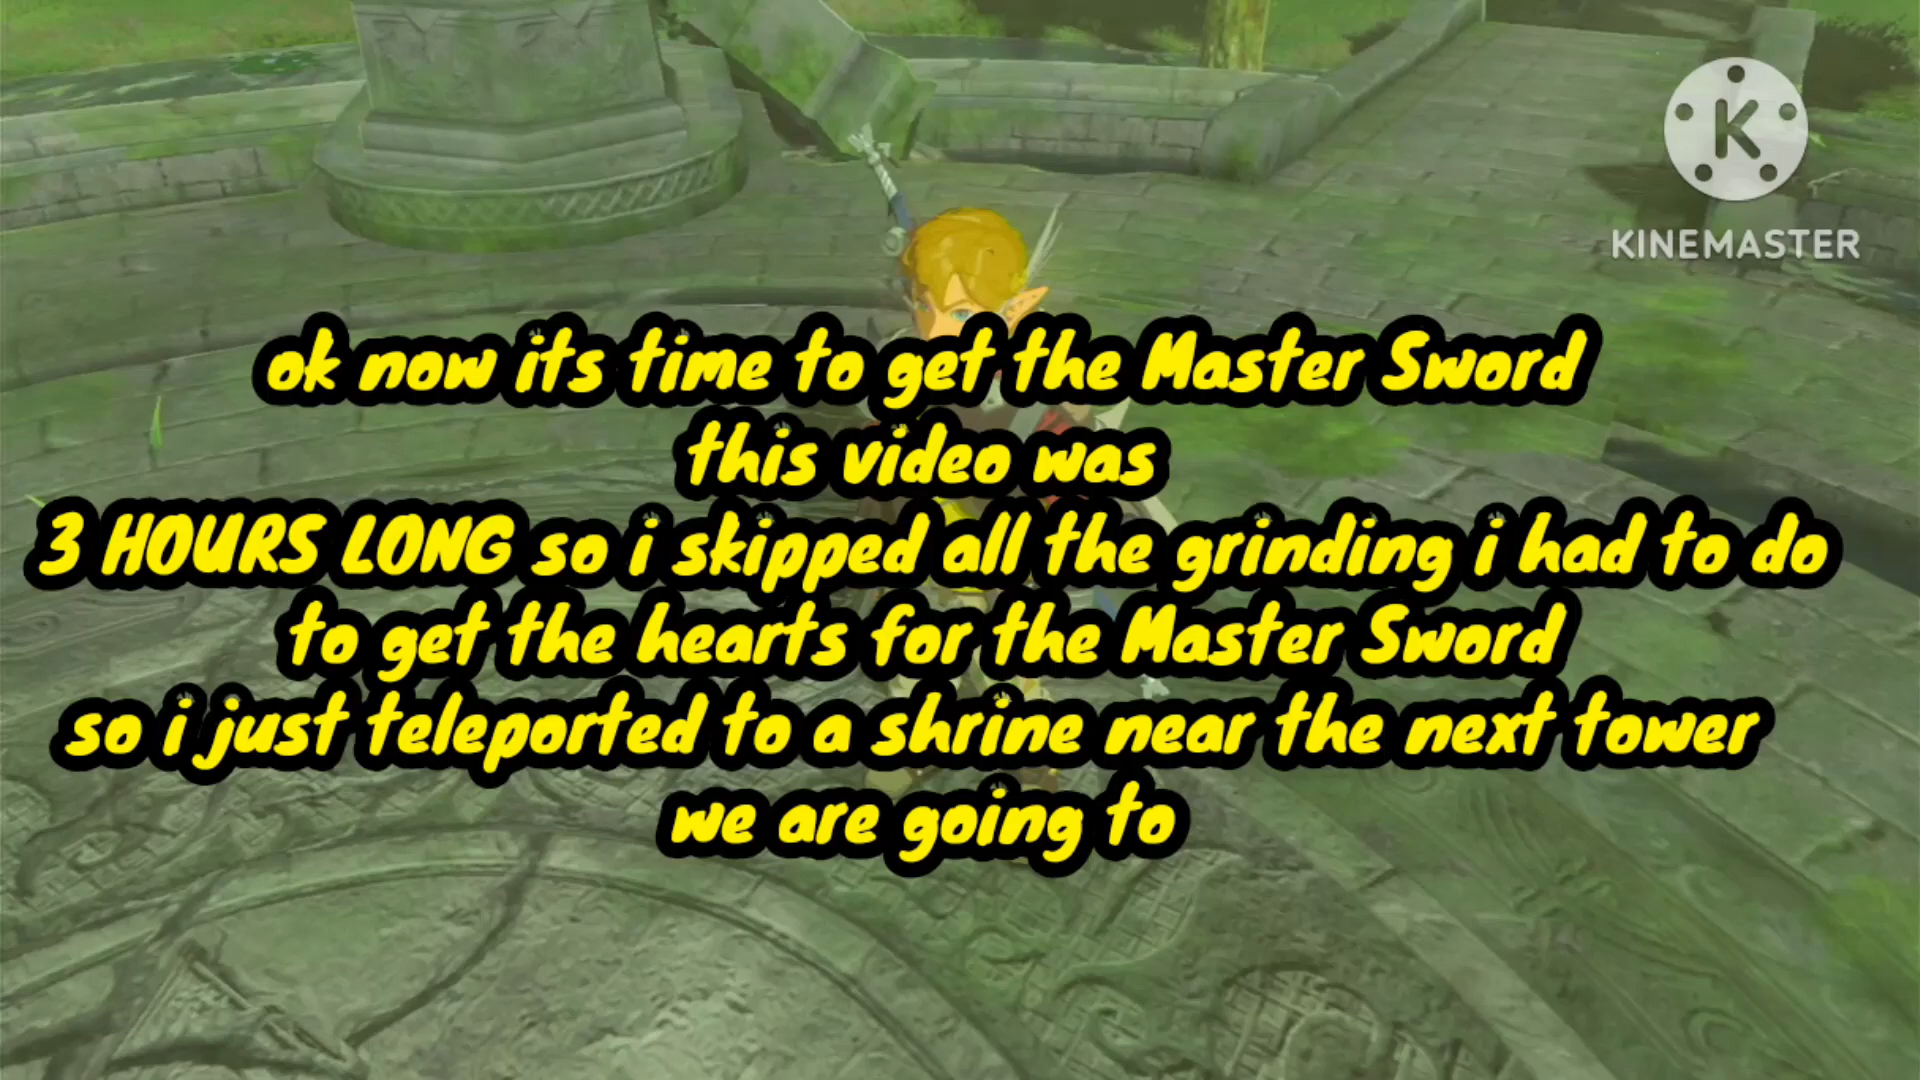 K
KINEMASTER
ok now its time to get the Master Sword
this video was
3 HOURS LONG so i skipped all the grinding i had to do
to get the hearts for the Master Sword
so i just teleported to a shrine near the next tower
we are going to